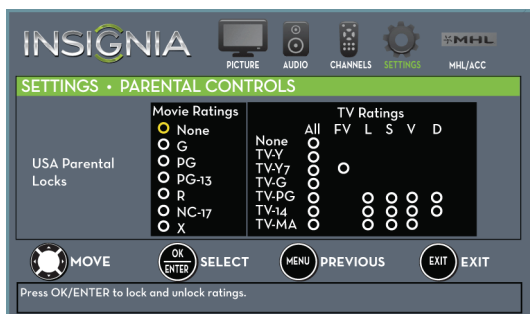 INSIGNIA
PICTURE AUDIO CHANNELS SETTINGS MHL MHL/ACC
SETTINGS • PARENTAL CONTROLS
Movie Ratings TV Ratings
All FV L S V D
USA Parental
Locks
None
G
PG
PG-13
R
NC-17
X
None
TV-Y
TV-Y7
TV-G
TV-PG
TV-14
TV-MA
MOVE OK ENTER SELECT MENU PREVIOUS EXIT EXIT
Press OK/ENTER to lock and unlock ratings.